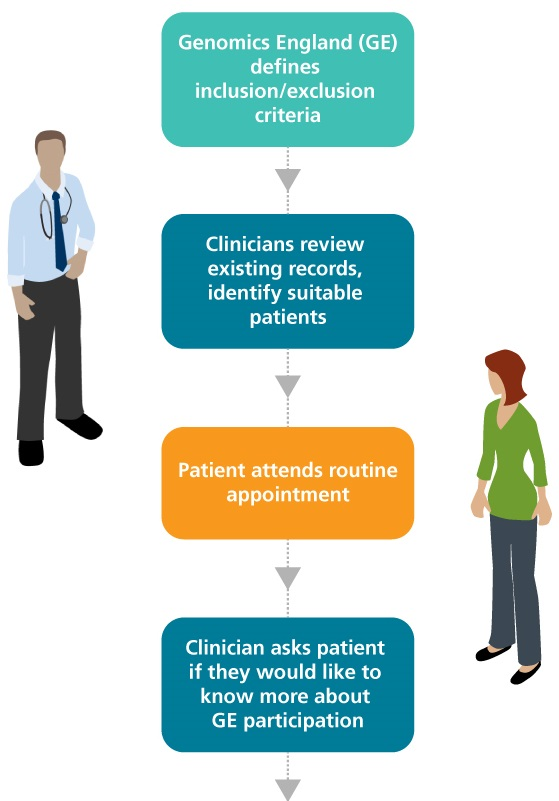 Genomics England (GE)
defines
inclusion/exclusion
criteria
Clinicians review
existing records,
identify suitable
patients
Patient attends routine
appointment
Clinician asks patient
if they would like to
know more about
GE participation